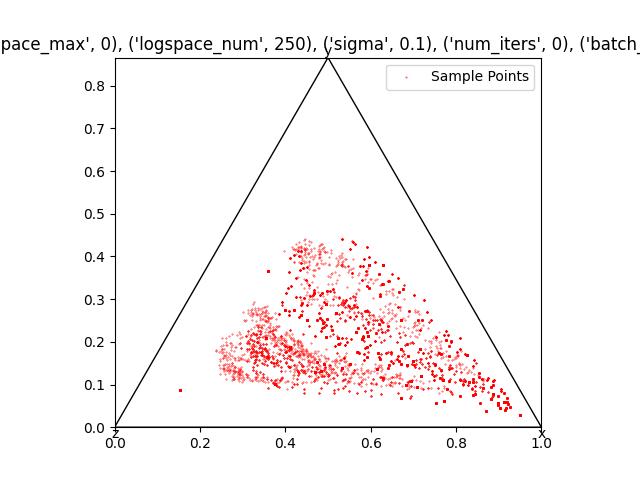 pace_max', 0), ('logspace_num', 250), ('sigma', 0.1), ('num_iters', 0), ('batch_
y
Sample Points
0.8
0.7
0.6
0.5
0.4
0.3
0.2
0.1
0.0
z
x
0.0 0.2 0.4 0.6 0.8 1.0